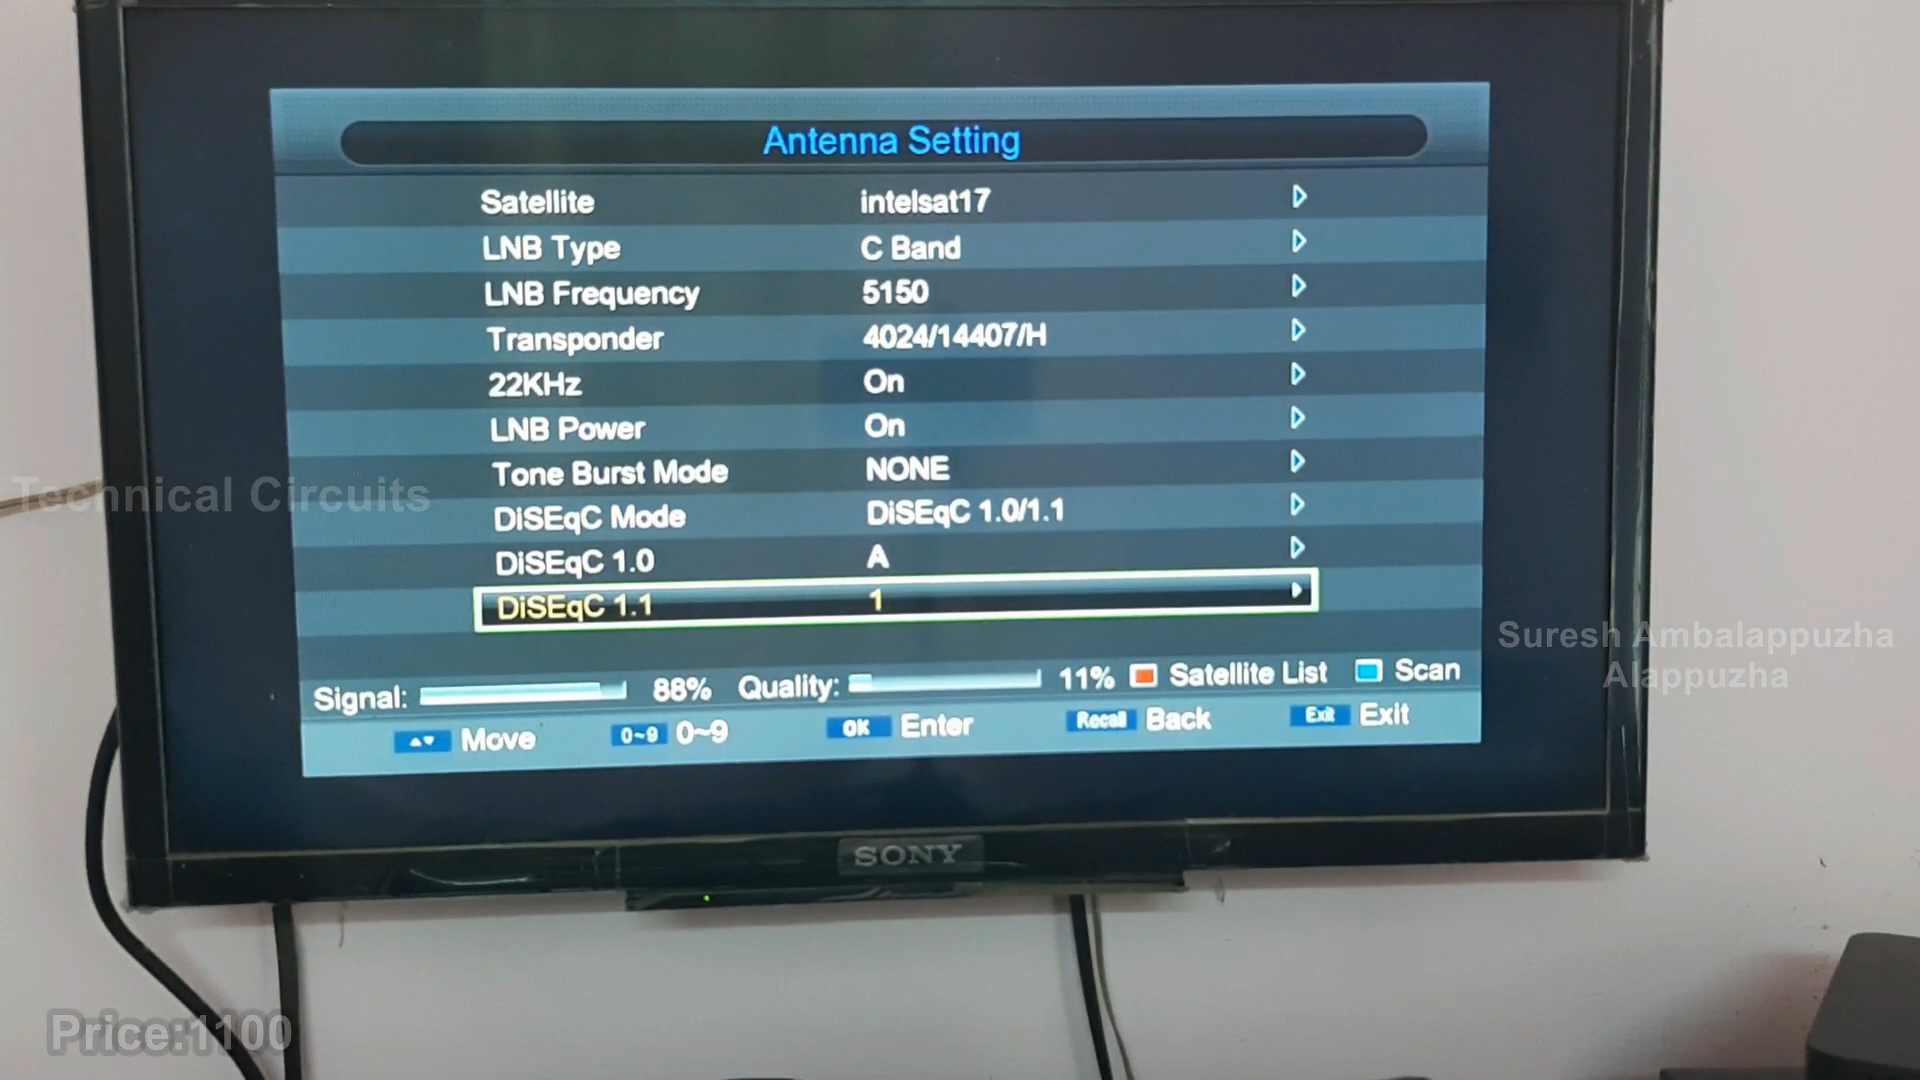 Antenna Setting
Satellite intelsat17
LNB Type C Band
LNB Frequency 5150
Transponder 4024/14407/H
22KHz On
LNB Power On
Tone Burst Mode NONE
DiSEqC Mode DiSEqC 1.0/1.1
DiSEqC 1.0 A
DiSEqC 1.1 1
Signal: 88% Quality: 11% Satellite List Scan
Move 0~9 0~9 OK Enter Recall Back Exit Exit
SONY
Technical Circuits
Suresh Ambalappuzha
Alappuzha
Price:1100